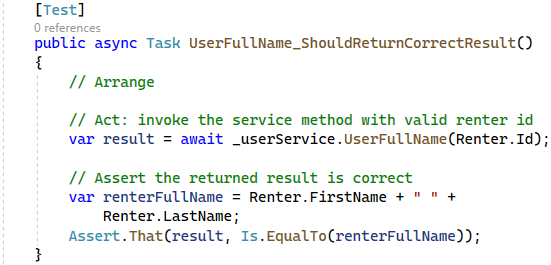 [Test]
0 references
public async Task UserFullName_ShouldReturnCorrectResult()
{
// Arrange
// Act: invoke the service method with valid renter id
var result = await _userService.UserFullName(Renter.Id);
// Assert the returned result is correct
var renterFullName = Renter.FirstName + " " +
Renter.LastName;
Assert.That(result, Is.EqualTo(renterFullName));
}